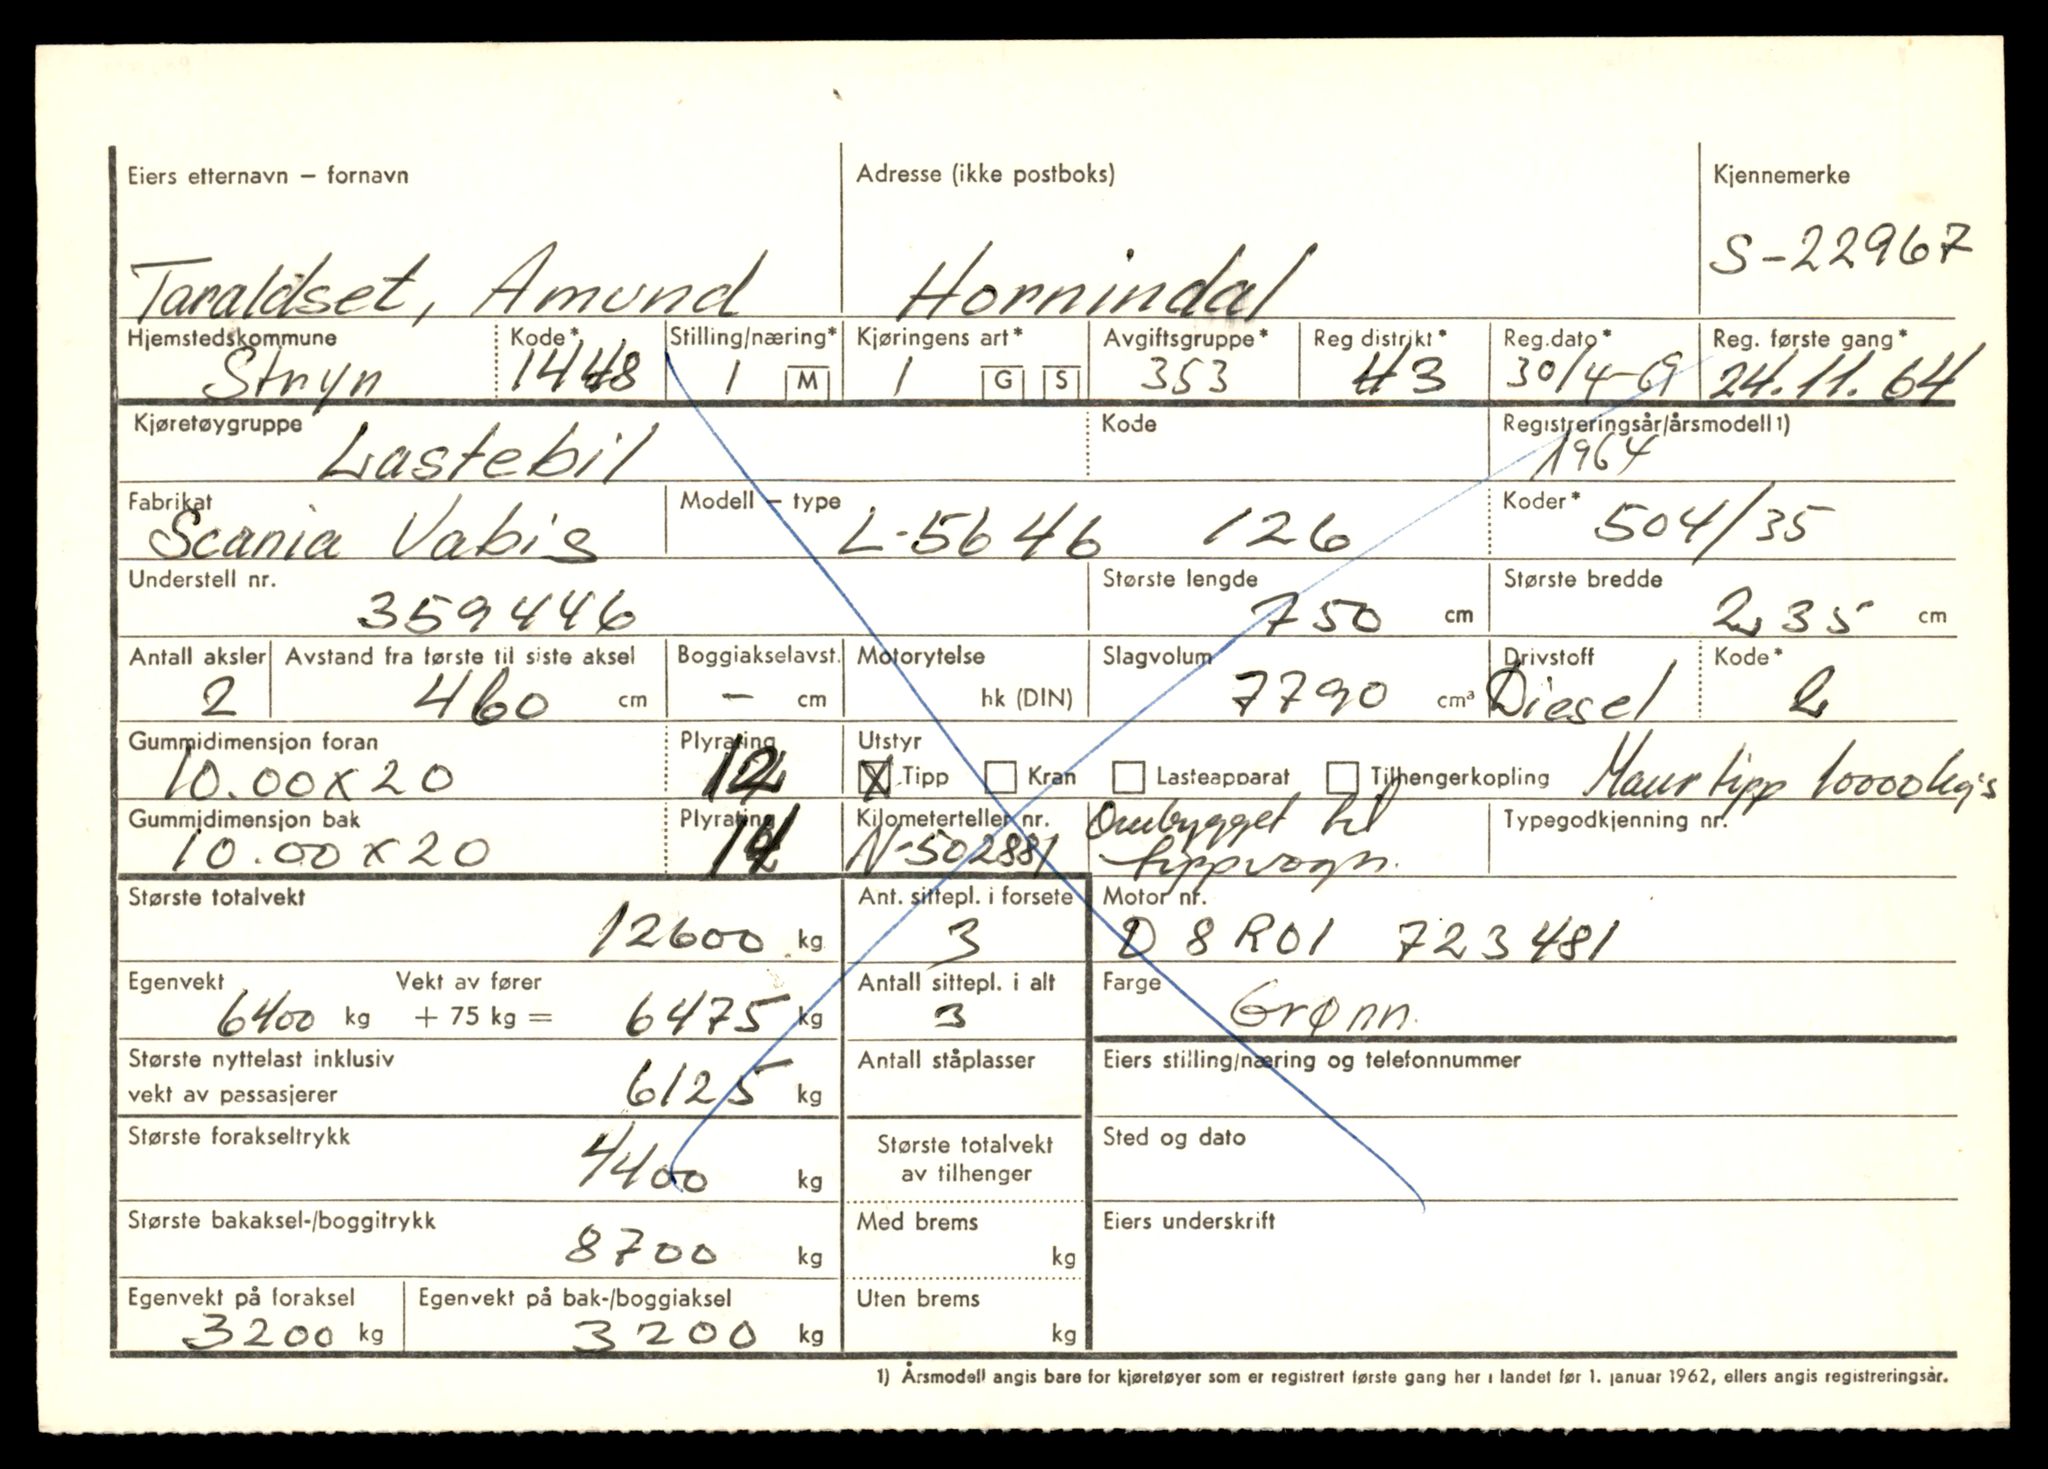 Eiers etternavn – fornavn Adresse (ikke postboks) Kjennemerke
Taraldset, Amund Hornindal S-22967
Hjemstedskommune Kode* Stilling/næring* Kjøringens art* Avgiftsgruppe* Reg distrikt* Reg.dato* Reg. første gang*
Stryn 1448 1 M 1 G S 353 43 30/4-69 24.11.64
Kjøretøygruppe Kode Registreringsår/årsmodell 1)
Lastebil 1964
Fabrikat Modell – type Koder*
Scania Vabis L-5646 126 504/35
Understell nr. Største lengde Største bredde
359446 750 cm 2,35 cm
Antall aksler Avstand fra første til siste aksel Boggiakselavst. Motorytelse Slagvolum Drivstoff Kode*
2 460 cm – cm hk (DIN) 7790 cm³ Diesel 2
Gummidimensjon foran Plyrating Utstyr
10.00x20 12 X Tipp Kran Lasteapparat Tilhengerkopling Maur tipp 10000kg's
Gummidimensjon bak Plyrating Kilometerteller nr. Ombygget til Typegodkjenning nr.
10.00x20 14 N-502881 tippvogn.
Største totalvekt Ant. sittepl. i forsete Motor nr.
12600 kg 3 D 8 R01 723481
Egenvekt Vekt av fører Antall sittepl. i alt Farge
6400 kg + 75 kg = 6475 kg 3 Grønn.
Største nyttelast inklusiv Antall ståplasser Eiers stilling/næring og telefonnummer
vekt av passasjerer 6125 kg
Største forakseltrykk Største totalvekt Sted og dato
4400 kg av tilhenger
Største bakaksel-/boggitrykk Med brems Eiers underskrift
8700 kg kg
Egenvekt på foraksel Egenvekt på bak-/boggiaksel Uten brems
3200 kg 3200 kg kg
1) Årsmodell angis bare for kjøretøyer som er registrert første gang her i landet før 1. januar 1962, ellers angis registreringsår.